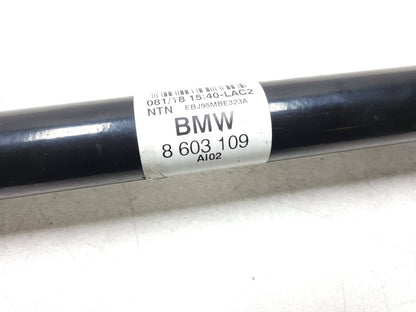 081/18 15:40-LAC2
NTN EBJ95MBE323A
BMW
8 603 109
AI02